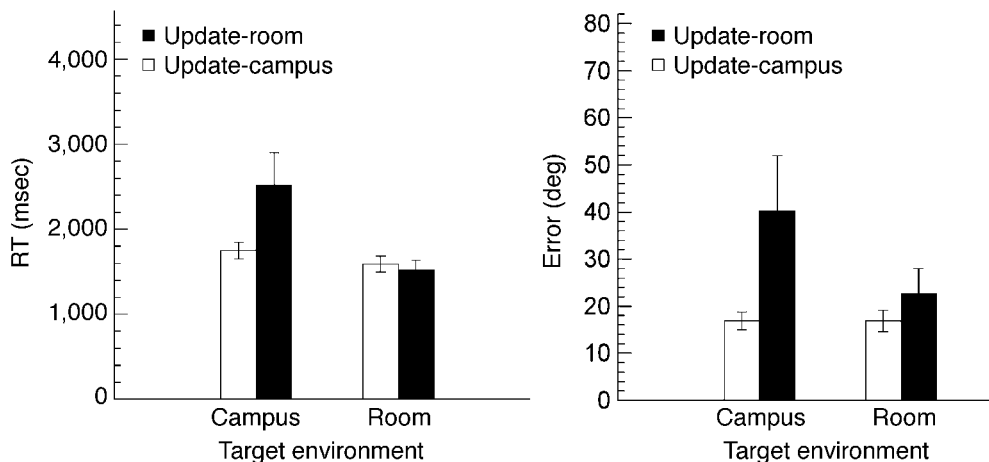 Update-room
Update-campus
4,000
3,000
2,000
1,000
0
RT (msec)
Campus Room
Target environment
Update-room
Update-campus
80
70
60
50
40
30
20
10
0
Error (deg)
Campus Room
Target environment